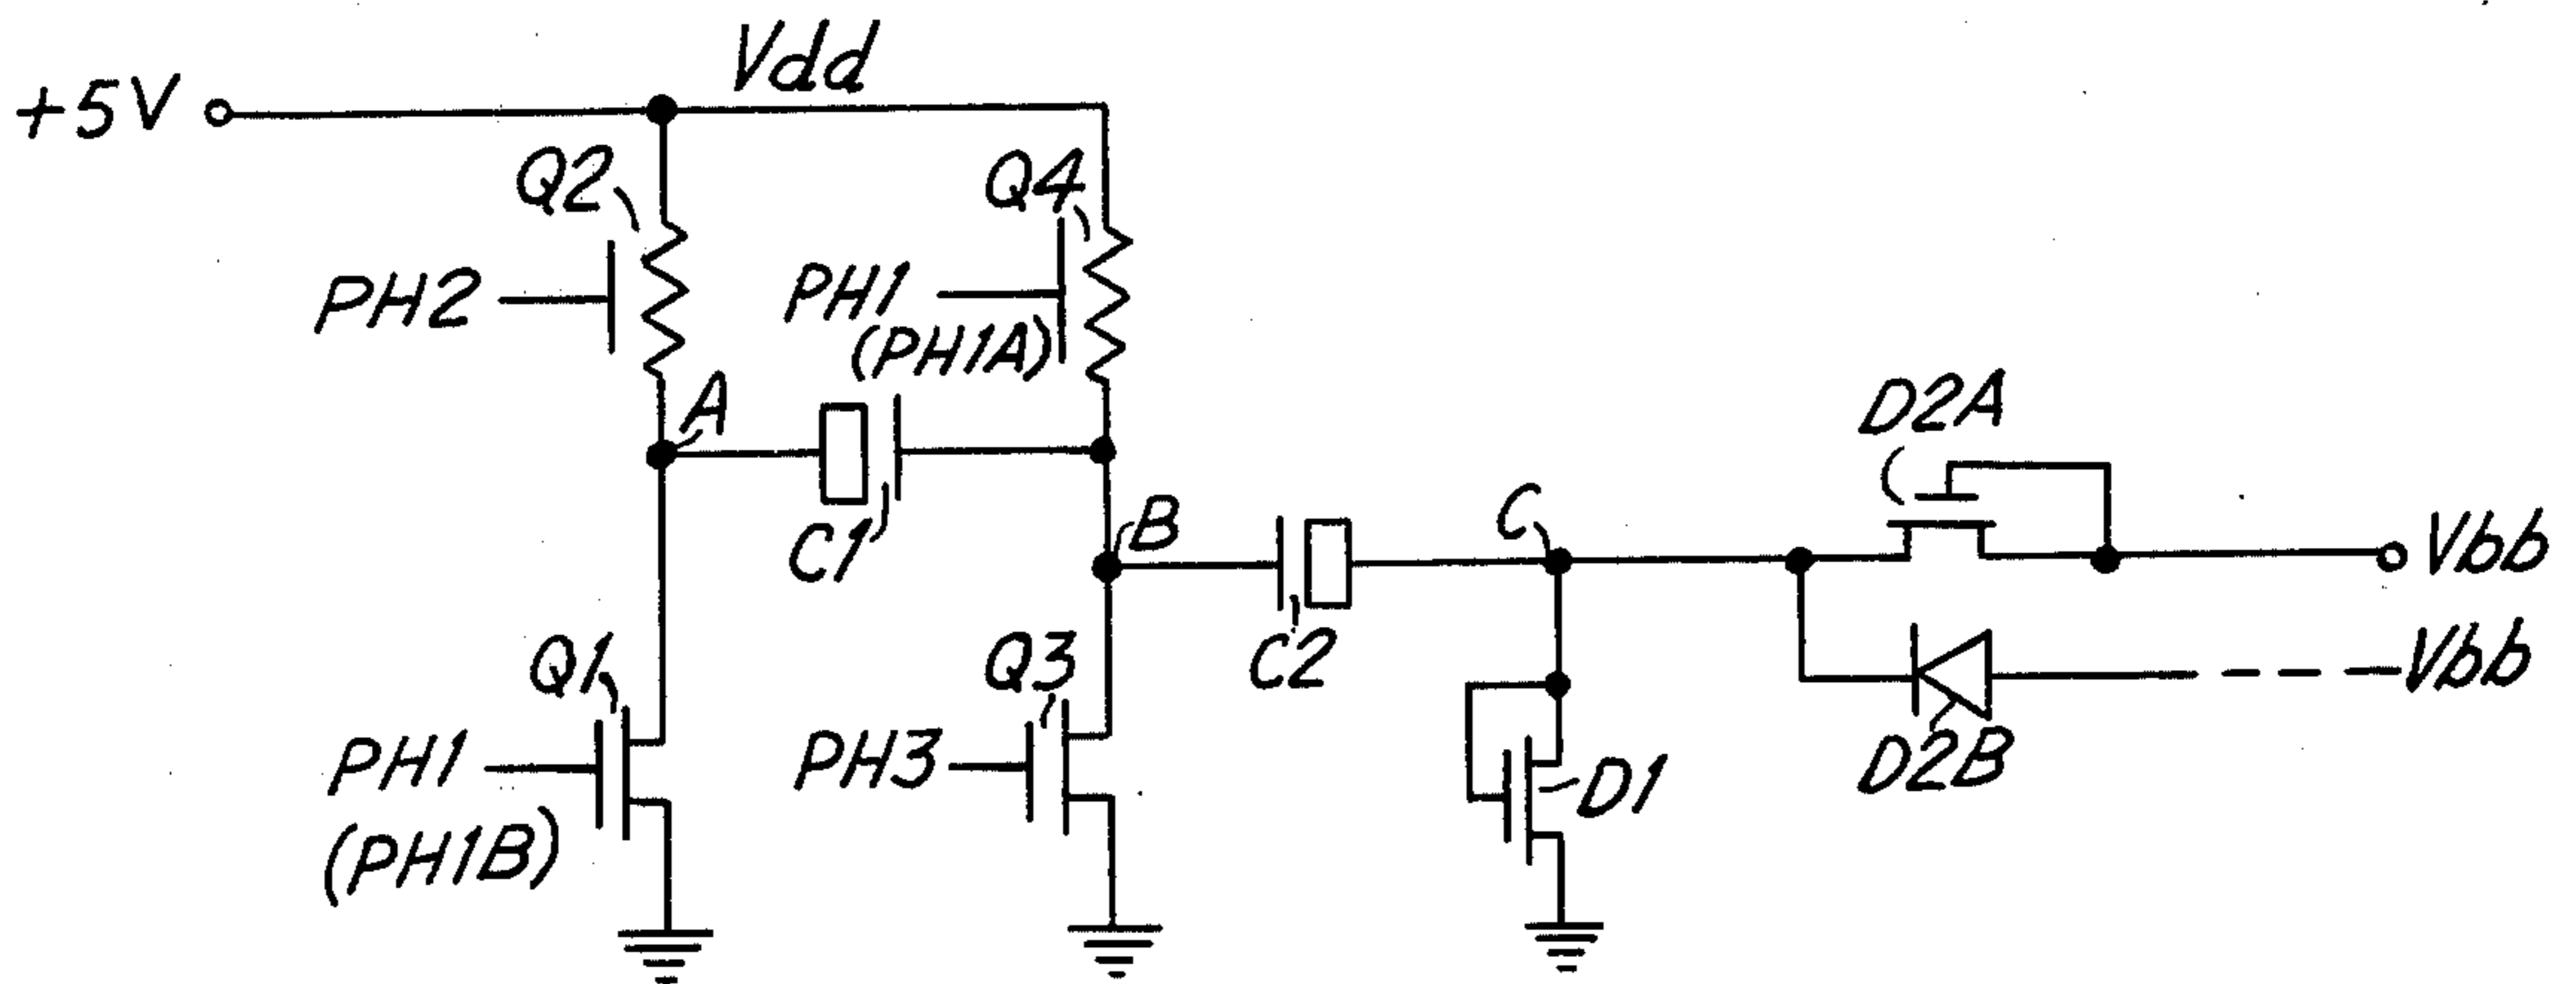 Vdd
+5V
Q2
Q4
PH2
PH1
(PH1A)
A
D2A
C1
B
C
Vbb
C2
Q1
Q3
Vbb
PH1
(PH1B)
PH3
D1
D2B